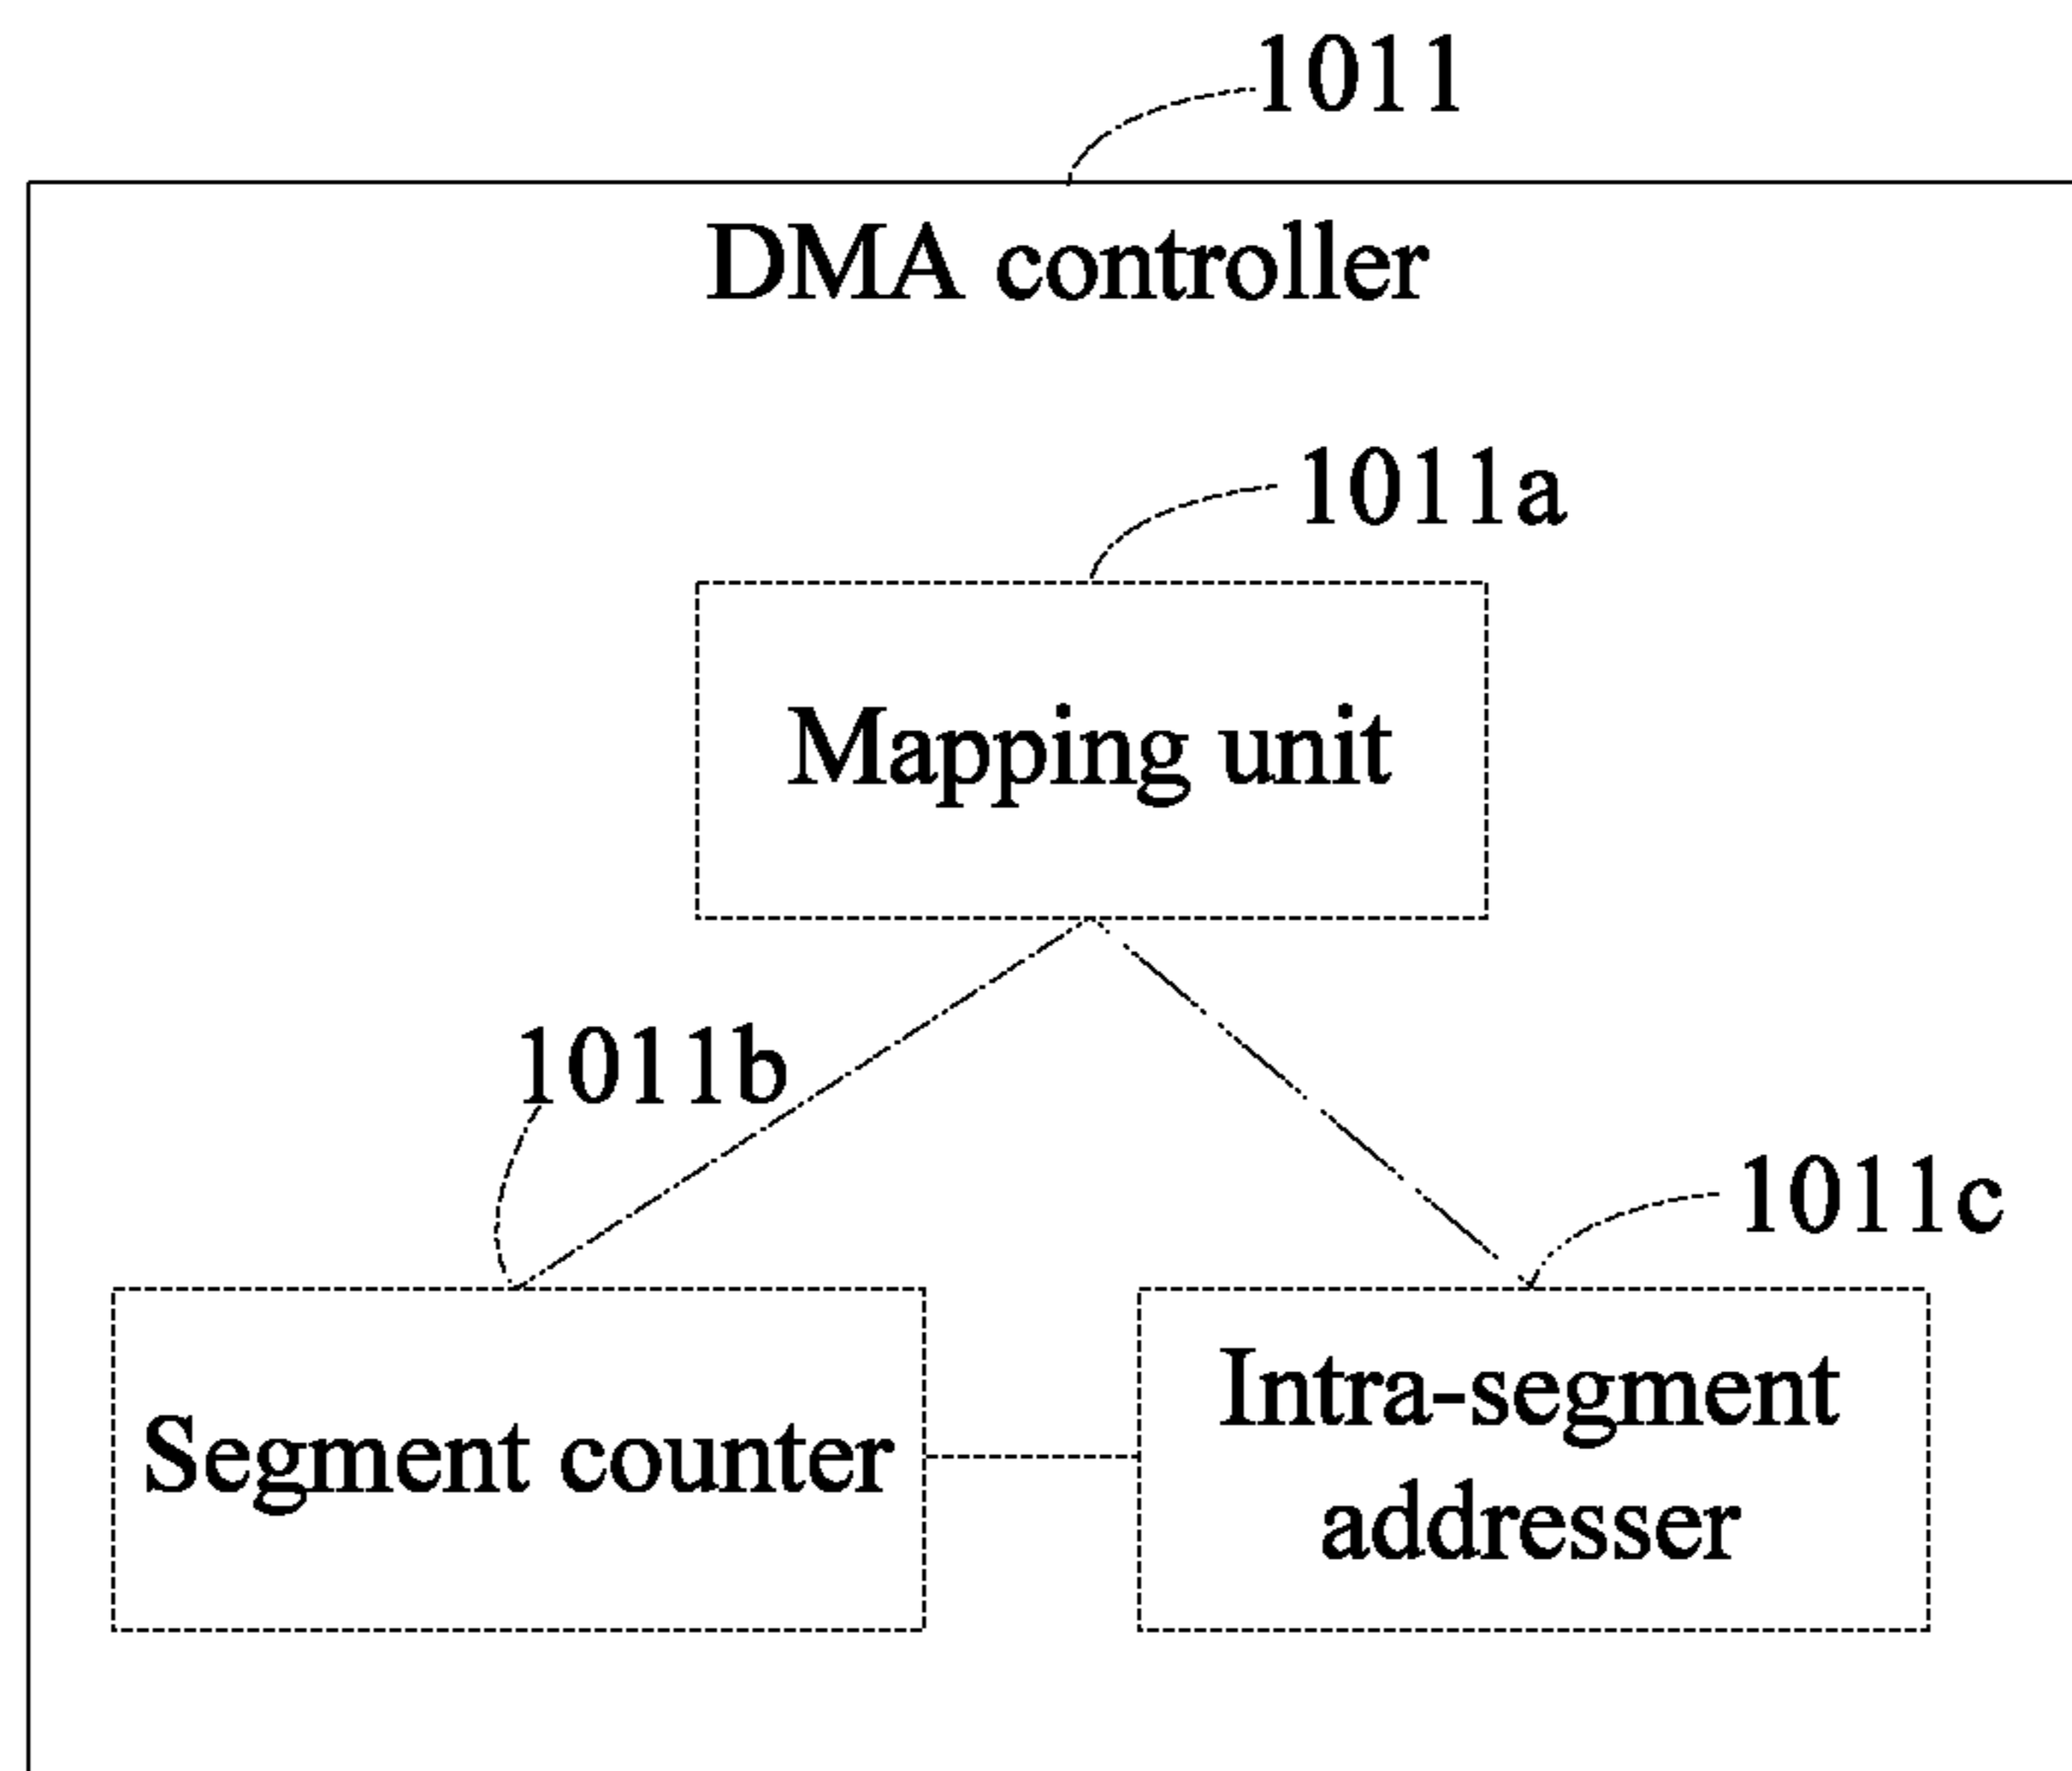 1011
DMA controller
1011a
Mapping unit
1011b
1011c
Segment counter
Intra-segment
addresser